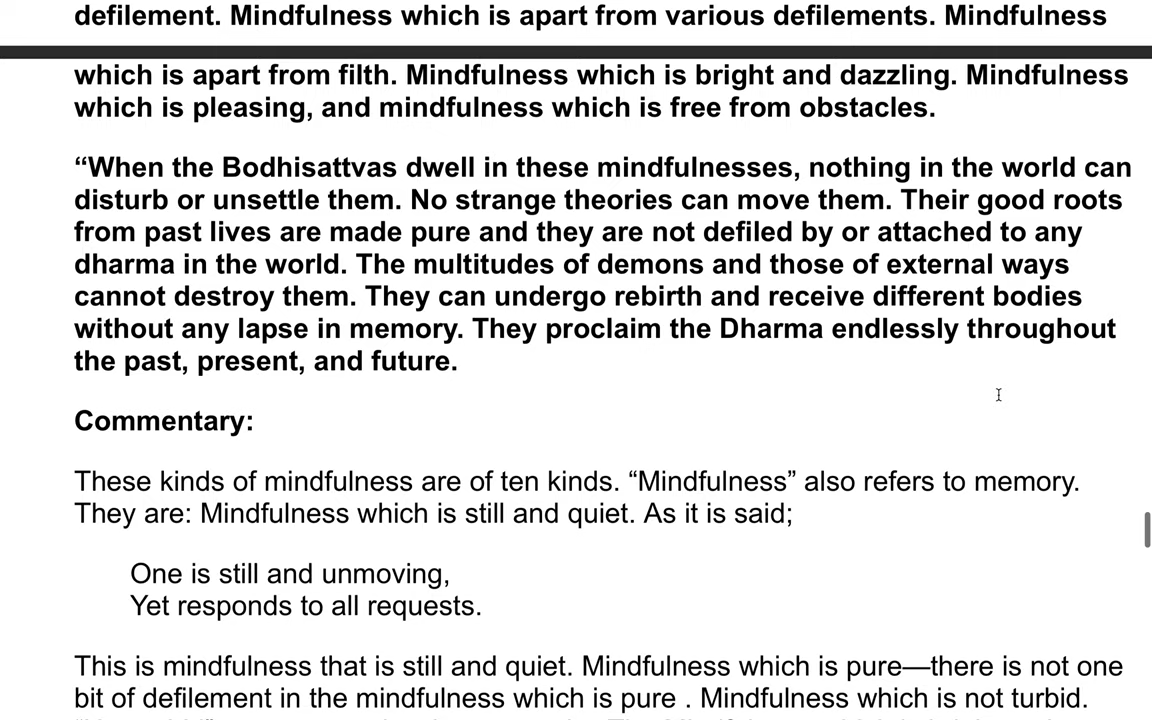 defilement. Mindfulness which is apart from various defilements. Mindfulness
which is apart from filth. Mindfulness which is bright and dazzling. Mindfulness
which is pleasing, and mindfulness which is free from obstacles.
“When the Bodhisattvas dwell in these mindfulnesses, nothing in the world can
disturb or unsettle them. No strange theories can move them. Their good roots
from past lives are made pure and they are not defiled by or attached to any
dharma in the world. The multitudes of demons and those of external ways
cannot destroy them. They can undergo rebirth and receive different bodies
without any lapse in memory. They proclaim the Dharma endlessly throughout
the past, present, and future.
Commentary:
These kinds of mindfulness are of ten kinds. “Mindfulness” also refers to memory.
They are: Mindfulness which is still and quiet. As it is said;
One is still and unmoving,
Yet responds to all requests.
This is mindfulness that is still and quiet. Mindfulness which is pure—there is not one
bit of defilement in the mindfulness which is pure . Mindfulness which is not turbid.